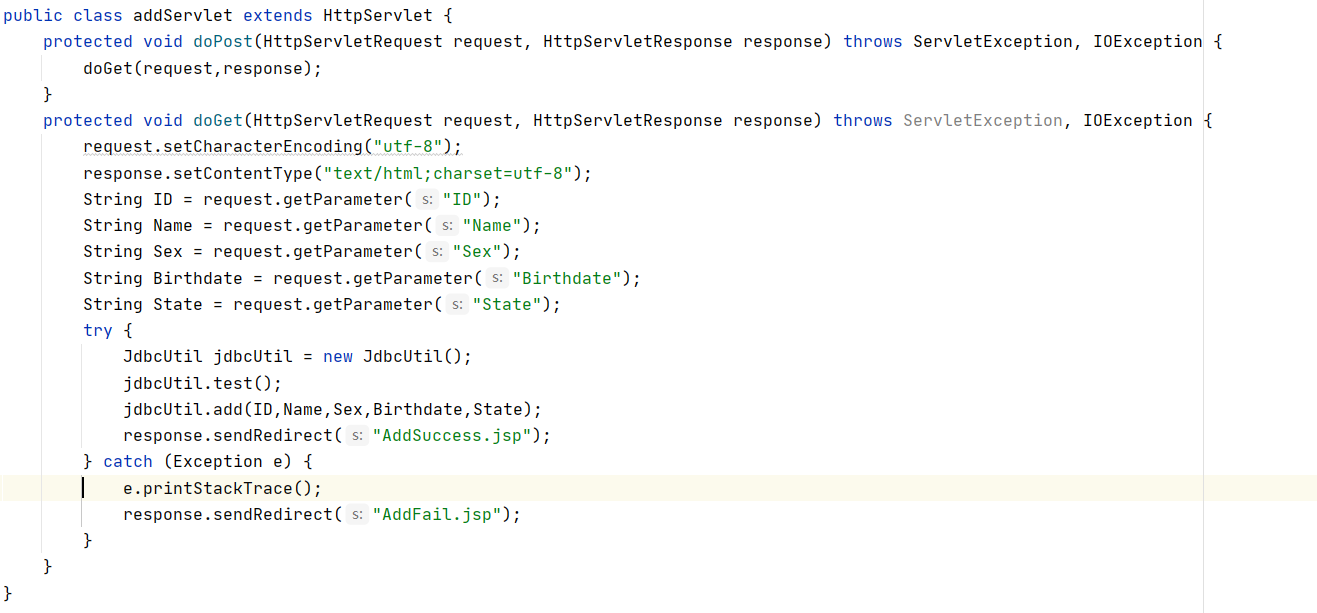 public class addServlet extends HttpServlet {
    protected void doPost(HttpServletRequest request, HttpServletResponse response) throws ServletException, IOException {
        doGet(request,response);
    }
    protected void doGet(HttpServletRequest request, HttpServletResponse response) throws ServletException, IOException {
        request.setCharacterEncoding("utf-8");
        response.setContentType("text/html;charset=utf-8");
        String ID = request.getParameter( s: "ID");
        String Name = request.getParameter( s: "Name");
        String Sex = request.getParameter( s: "Sex");
        String Birthdate = request.getParameter( s: "Birthdate");
        String State = request.getParameter( s: "State");
        try {
            JdbcUtil jdbcUtil = new JdbcUtil();
            jdbcUtil.test();
            jdbcUtil.add(ID,Name,Sex,Birthdate,State);
            response.sendRedirect( s: "AddSuccess.jsp");
        } catch (Exception e) {
            e.printStackTrace();
            response.sendRedirect( s: "AddFail.jsp");
        }
    }
}